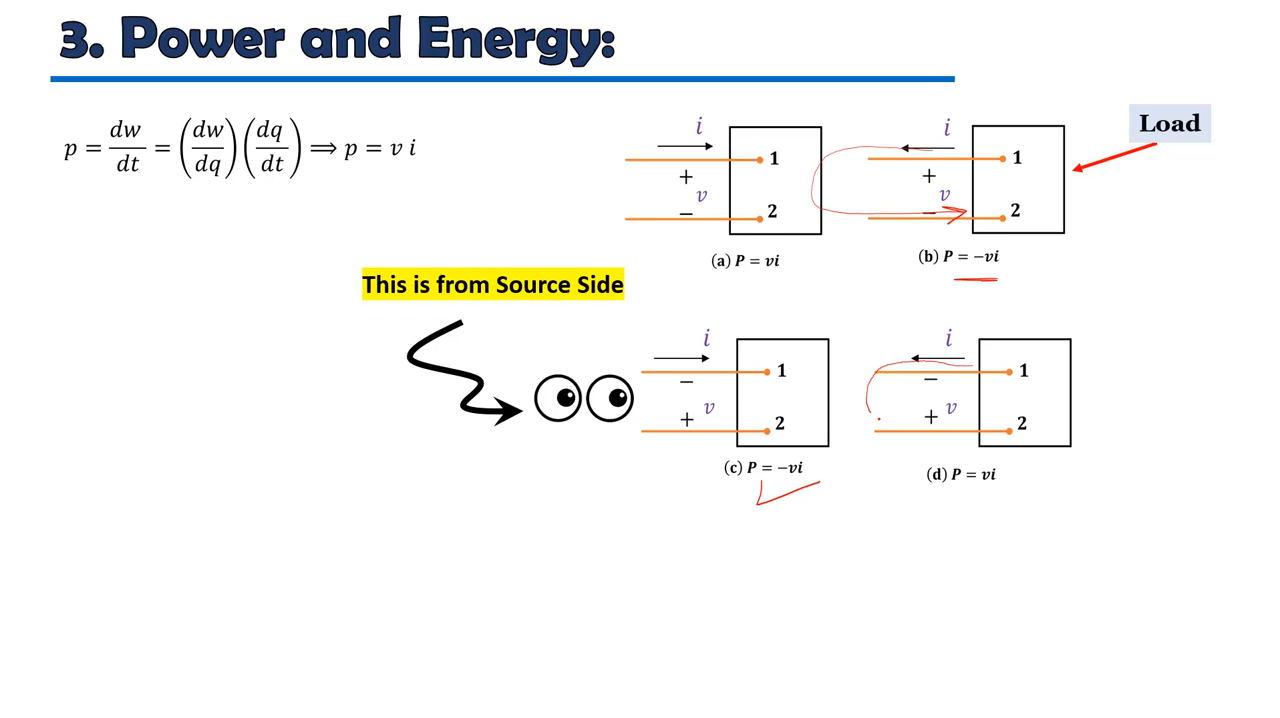 3. Power and Energy:
p = dw/dt = (dw/dq)(dq/dt) ⟹ p = v i
Load
i
1
+
v
−
2
(a) P = vi
i
1
+
v
−
2
(b) P = −vi
This is from Source Side
i
1
−
v
+
2
(c) P = −vi
i
1
−
v
+
2
(d) P = vi